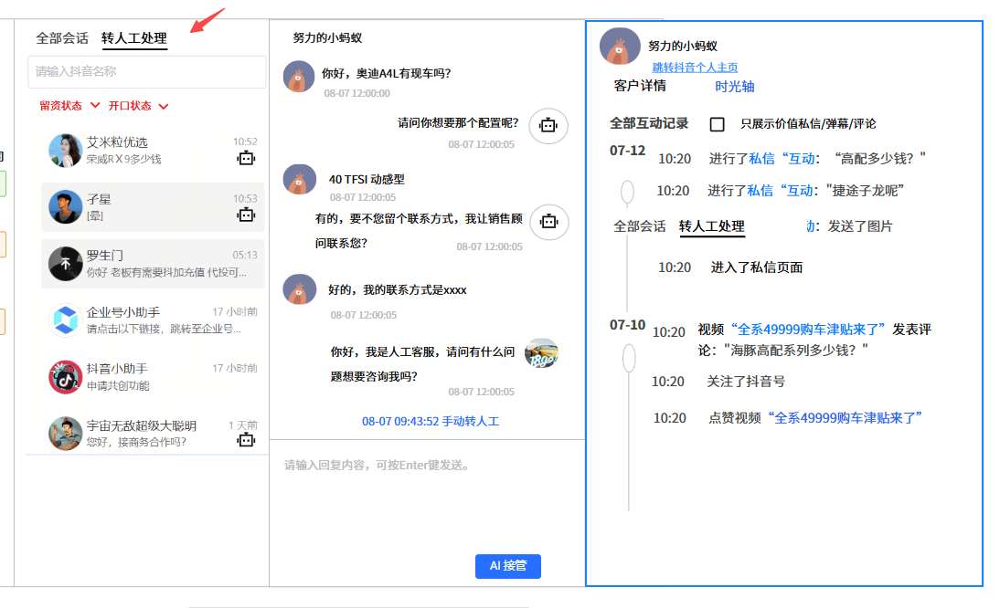 全部会话 转人工处理
请输入抖音名称
留资状态 开口状态
艾米粒优选 10:52
荣威RX9多少钱
孑星 10:53
[晕]
罗生门 05:13
你好 老板有需要抖加充值 代投可...
企业号小助手 17 小时前
请点击以下链接，跳转至企业号...
抖音小助手 17 小时前
申请共创功能
宇宙无敌超级大聪明 1 天前
您好，接商务合作吗？
努力的小蚂蚁
你好，奥迪A4L有现车吗？
08-07 12:00:00
请问你想要那个配置呢？
08-07 12:00:05
40 TFSI 动感型
08-07 12:00:05
有的，要不您留个联系方式，我让销售顾
问联系您？
08-07 12:00:05
好的，我的联系方式是xxxx
08-07 12:00:05
你好，我是人工客服，请问有什么问
题想要咨询我吗？
08-07 12:00:05
08-07 09:43:52 手动转人工
请输入回复内容，可按Enter键发送。
AI 接管
努力的小蚂蚁
跳转抖音个人主页
客户详情 时光轴
全部互动记录 只展示价值私信/弹幕/评论
07-12
10:20 进行了私信“互动： “高配多少钱？"
10:20 进行了私信“互动："捷途子龙呢”
全部会话 转人工处理 动：发送了图片
10:20 进入了私信页面
07-10
10:20 视频“全系49999购车津贴来了”发表评
论："海豚高配系列多少钱？"
10:20 关注了抖音号
10:20 点赞视频“全系49999购车津贴来了”